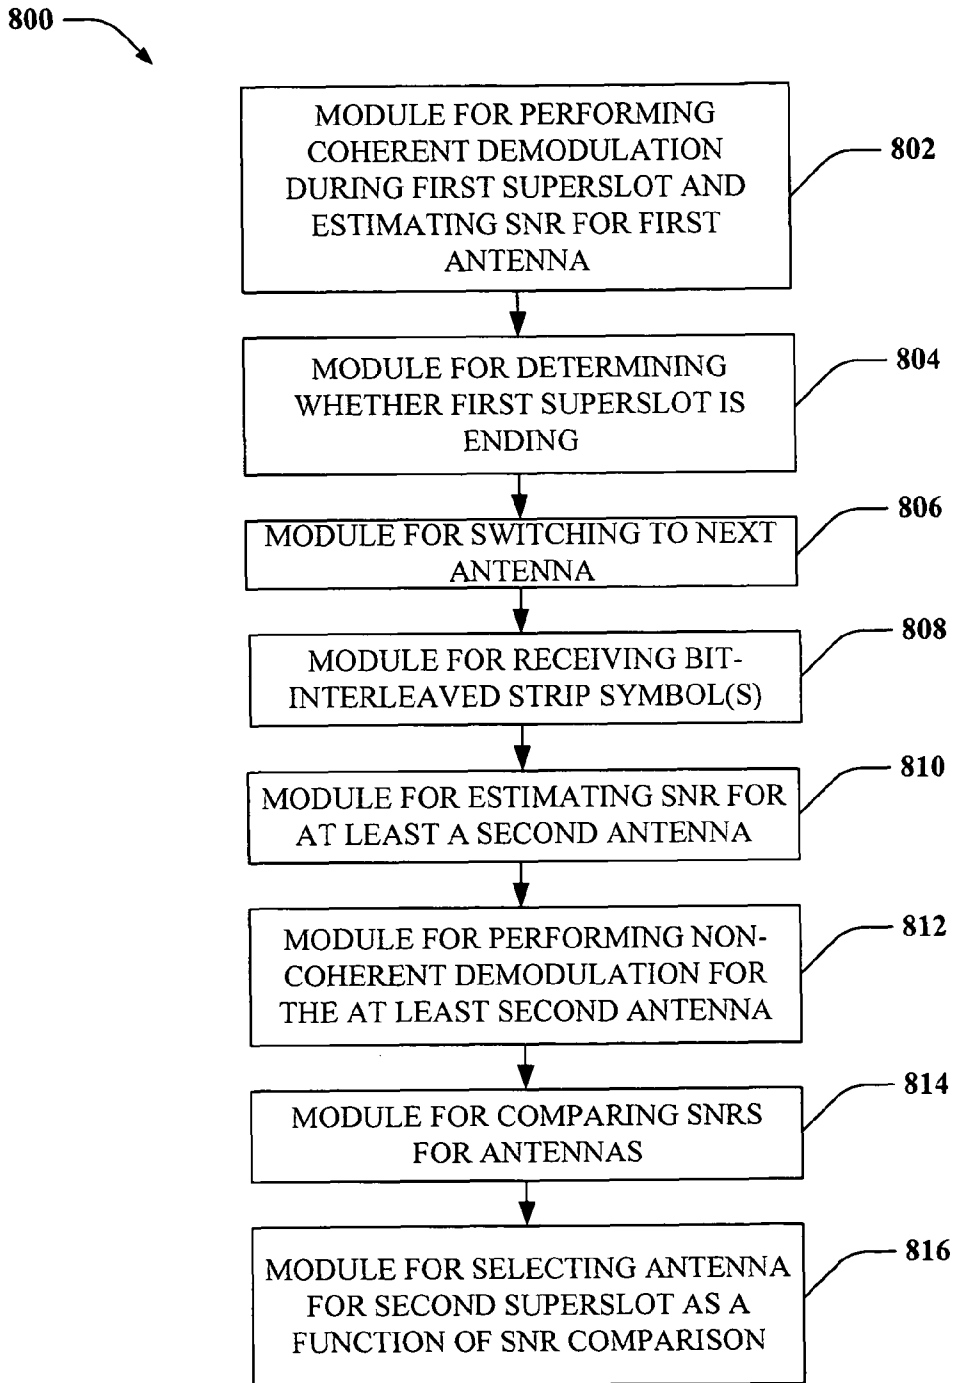 800
MODULE FOR PERFORMING
COHERENT DEMODULATION
DURING FIRST SUPERSLOT AND
ESTIMATING SNR FOR FIRST
ANTENNA
802
MODULE FOR DETERMINING
WHETHER FIRST SUPERSLOT IS
ENDING
804
MODULE FOR SWITCHING TO NEXT
ANTENNA
806
MODULE FOR RECEIVING BIT-
INTERLEAVED STRIP SYMBOL(S)
808
MODULE FOR ESTIMATING SNR FOR
AT LEAST A SECOND ANTENNA
810
MODULE FOR PERFORMING NON-
COHERENT DEMODULATION FOR
THE AT LEAST SECOND ANTENNA
812
MODULE FOR COMPARING SNRS
FOR ANTENNAS
814
MODULE FOR SELECTING ANTENNA
FOR SECOND SUPERSLOT AS A
FUNCTION OF SNR COMPARISON
816